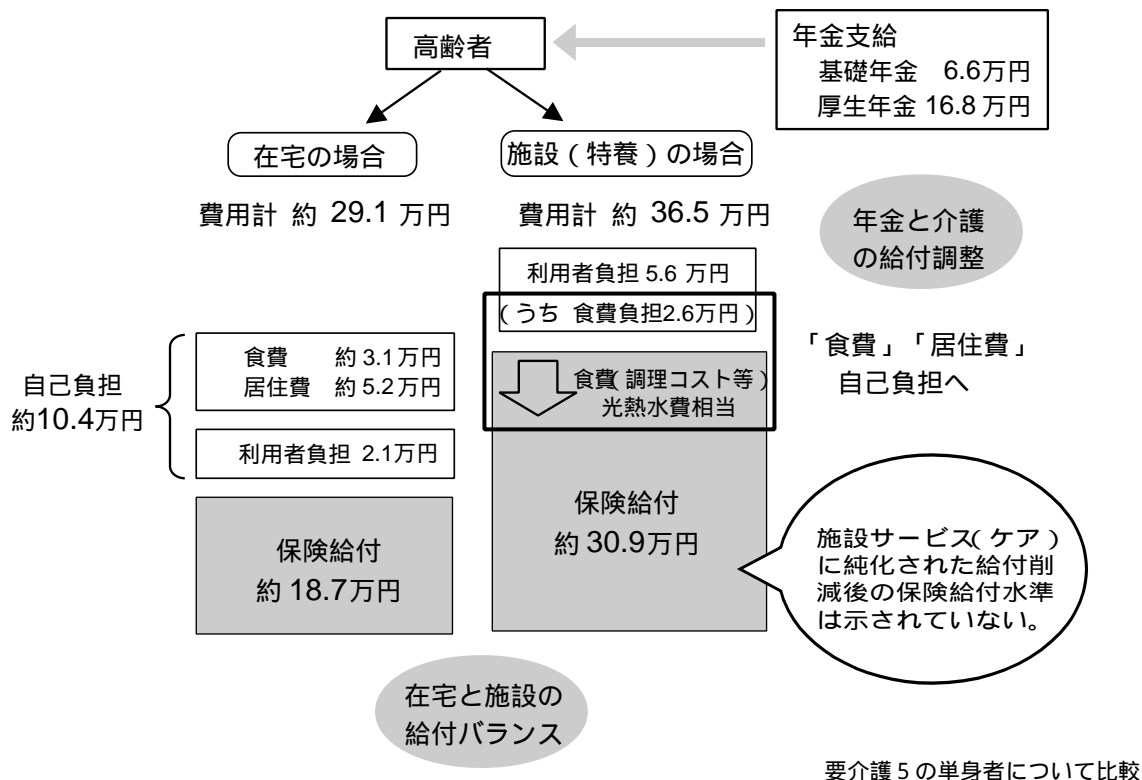 高齢者
年金支給
基礎年金 6.6万円
厚生年金 16.8 万円
在宅の場合
施設(特養)の場合
費用計 約 29.1 万円
費用計 約 36.5 万円
年金と介護
の給付調整
利用者負担 5.6 万円
(うち 食費負担2.6万円)
「食費」「居住費」
自己負担へ
食費 約 3.1 万円
居住費 約 5.2 万円
自己負担
約10.4万円
食費(調理コスト等)
光熱水費相当
利用者負担 2.1万円
保険給付
約 18.7万円
保険給付
約 30.9万円
施設サービス(ケア)
に純化された給付削
減後の保険給付水準
は示されていない。
在宅と施設の
給付バランス
要介護5の単身者について比較